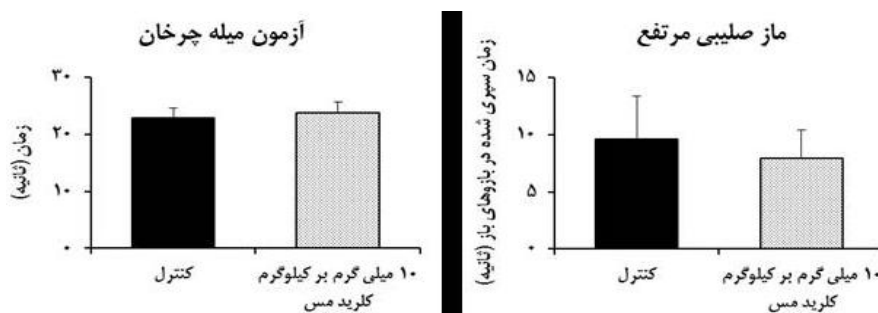 آزمون میله چرخان
زمان (ثانیه)
۳۰
۲۰
۱۰
۰
کنترل
۱۰ میلی گرم بر کیلوگرم
کلرید مس
ماز صلیبی مرتفع
زمان سپری شده در بازوهای باز (ثانیه)
۱۵
۱۰
۵
۰
کنترل
۱۰ میلی گرم بر کیلوگرم
کلرید مس